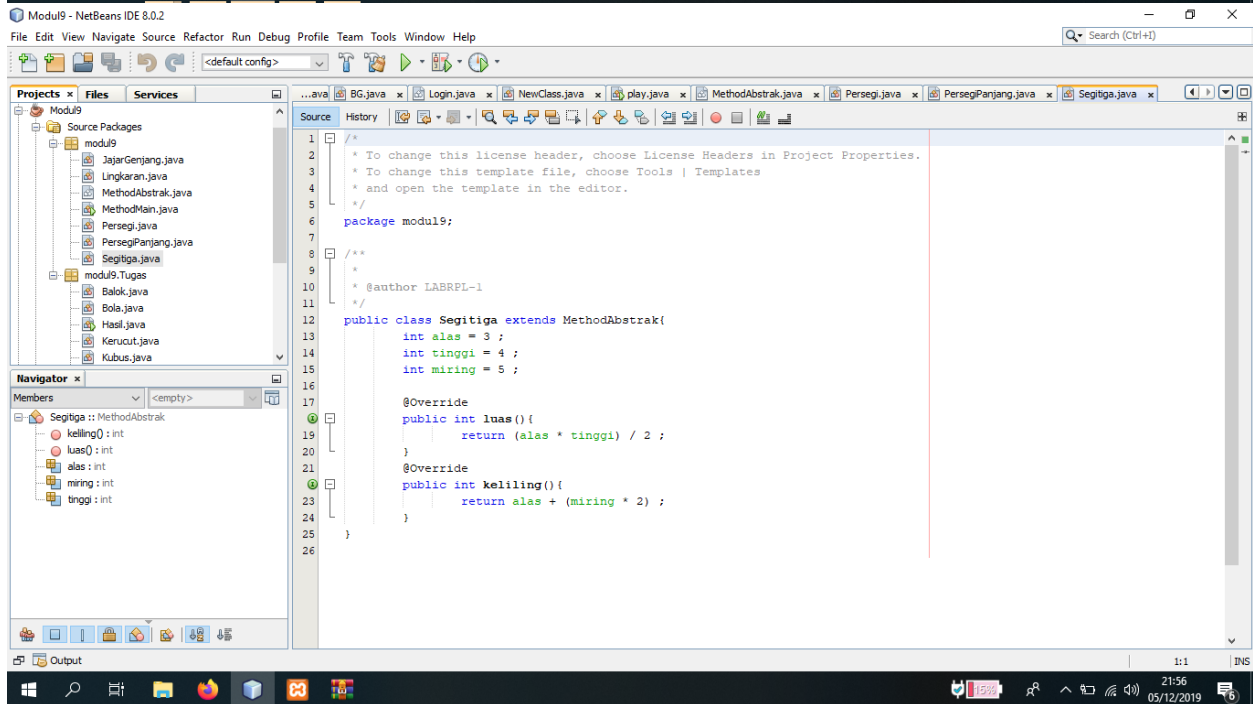 Modul9 - NetBeans IDE 8.0.2
File Edit View Navigate Source Refactor Run Debug Profile Team Tools Window Help
Search (Ctrl+I)
<default config>
Projects Files Services
...ava BG.java Login.java NewClass.java play.java MethodAbstrak.java Persegi.java PersegiPanjang.java Segitiga.java
Modul9
Source Packages
modul9
JajarGenjang.java
Lingkaran.java
MethodAbstrak.java
MethodMain.java
Persegi.java
PersegiPanjang.java
Segitiga.java
modul9.Tugas
Balok.java
Bola.java
Hasil.java
Kerucut.java
Kubus.java
Navigator
Members <empty>
Segitiga :: MethodAbstrak
keliling() : int
luas() : int
alas : int
miring : int
tinggi : int
Source History
1 /*
2 * To change this license header, choose License Headers in Project Properties.
3 * To change this template file, choose Tools | Templates
4 * and open the template in the editor.
5 */
6 package modul9;
7
8 /**
9 *
10 * @author LABRPL-1
11 */
12 public class Segitiga extends MethodAbstrak{
13 int alas = 3 ;
14 int tinggi = 4 ;
15 int miring = 5 ;
16
17 @Override
public int luas(){
19 return (alas * tinggi) / 2 ;
20 }
21 @Override
public int keliling(){
23 return alas + (miring * 2) ;
24 }
25 }
26
Output
1:1 INS
15%
21:56
05/12/2019
6